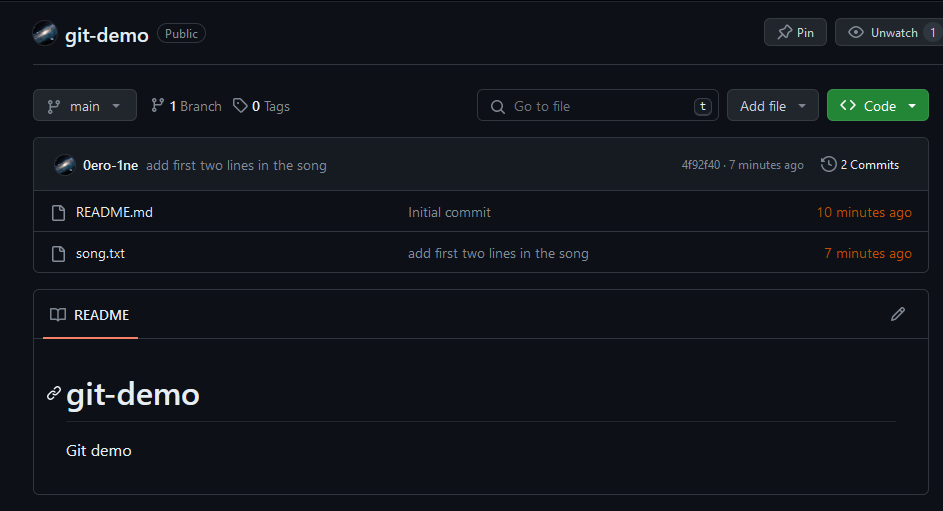 git-demo Public Pin Unwatch 1
main 1 Branch 0 Tags Go to file t Add file Code
0ero-1ne add first two lines in the song 4f92f40 · 7 minutes ago 2 Commits
README.md Initial commit 10 minutes ago
song.txt add first two lines in the song 7 minutes ago
README
git-demo
Git demo